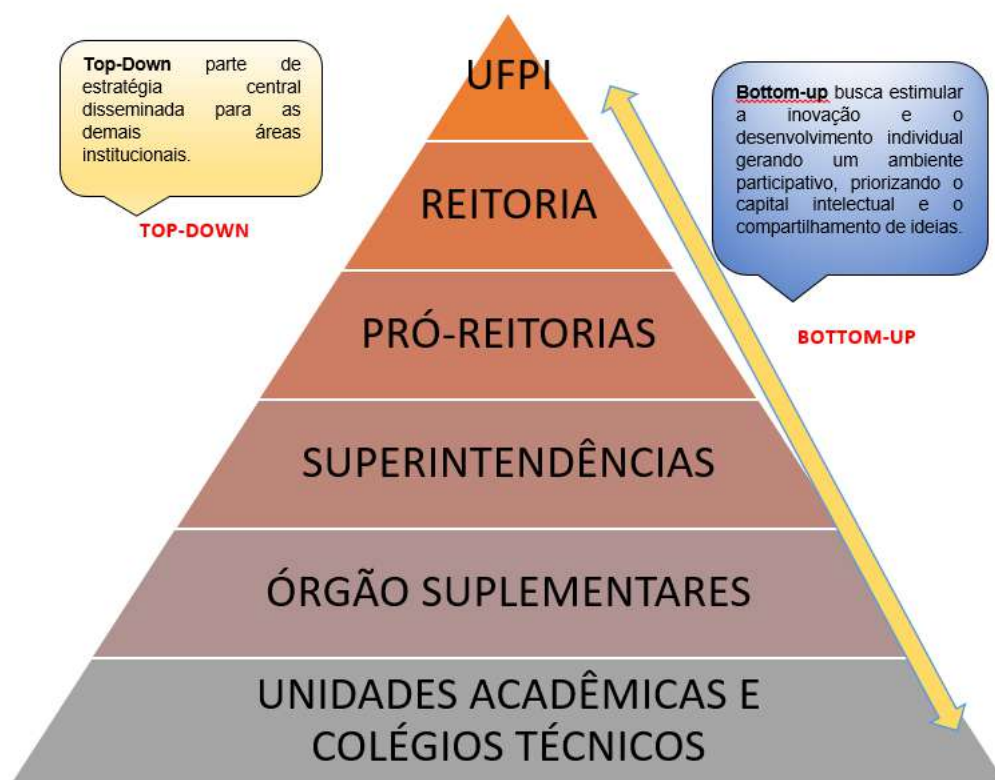 Top-Down parte de
estratégia central
disseminada para as
demais áreas
institucionais.
TOP-DOWN
Bottom-up busca estimular
a inovação e o
desenvolvimento individual
gerando um ambiente
participativo, priorizando o
capital intelectual e o
compartilhamento de ideias.
BOTTOM-UP
UFPI
REITORIA
PRÓ-REITORIAS
SUPERINTENDÊNCIAS
ÓRGÃO SUPLEMENTARES
UNIDADES ACADÊMICAS E
COLÉGIOS TÉCNICOS